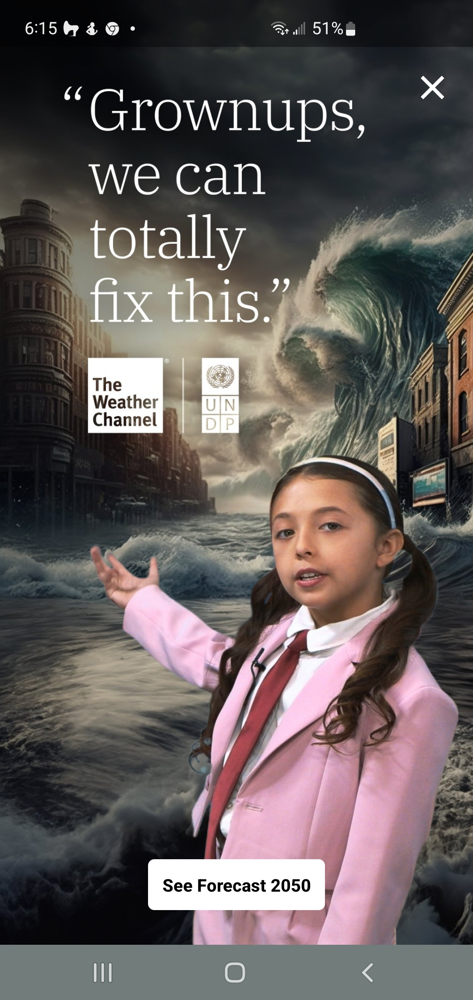 6:15
51%
“Grownups,
we can
totally
fix this.”
The
Weather
Channel
®
UN
DP
See Forecast 2050